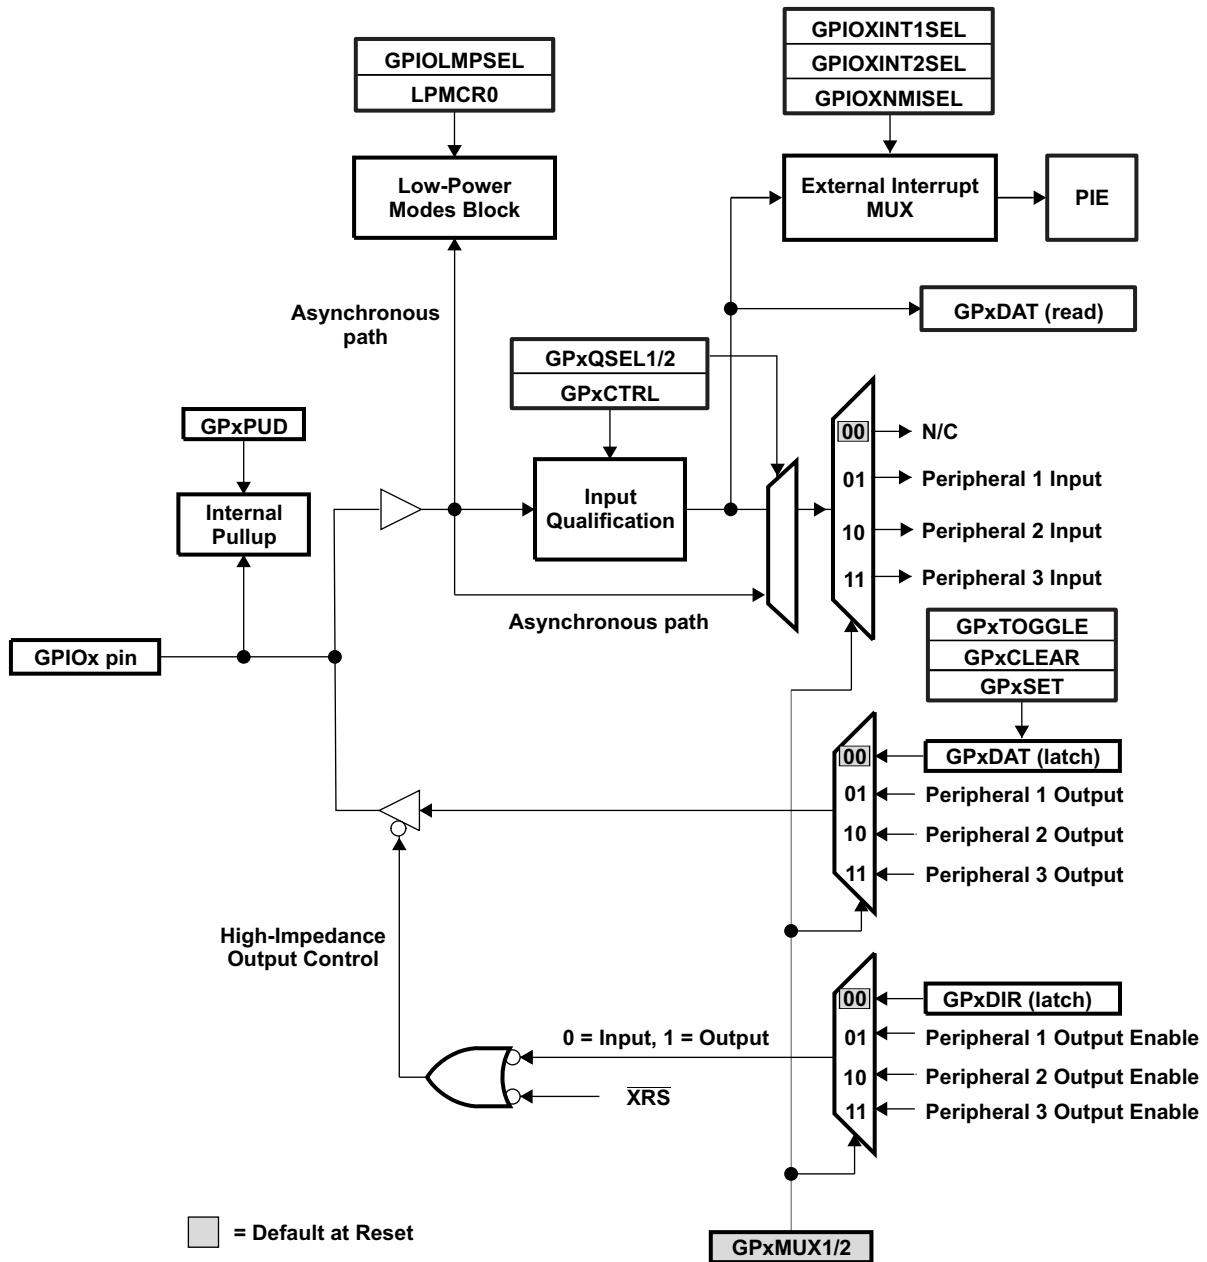 GPIOXINT1SEL
GPIOXINT2SEL
GPIOXNMISEL
GPIOLMPSEL
LPMCR0
Low-Power
Modes Block
External Interrupt
MUX
PIE
Asynchronous
path
GPxDAT (read)
GPxQSEL1/2
GPxCTRL
GPxPUD
Internal
Pullup
Input
Qualification
00
N/C
01
Peripheral 1 Input
10
Peripheral 2 Input
11
Peripheral 3 Input
Asynchronous path
GPIOx pin
GPxTOGGLE
GPxCLEAR
GPxSET
00
GPxDAT (latch)
01
Peripheral 1 Output
10
Peripheral 2 Output
11
Peripheral 3 Output
High-Impedance
Output Control
00
GPxDIR (latch)
0 = Input, 1 = Output
01
Peripheral 1 Output Enable
10
Peripheral 2 Output Enable
XRS
11
Peripheral 3 Output Enable
= Default at Reset
GPxMUX1/2